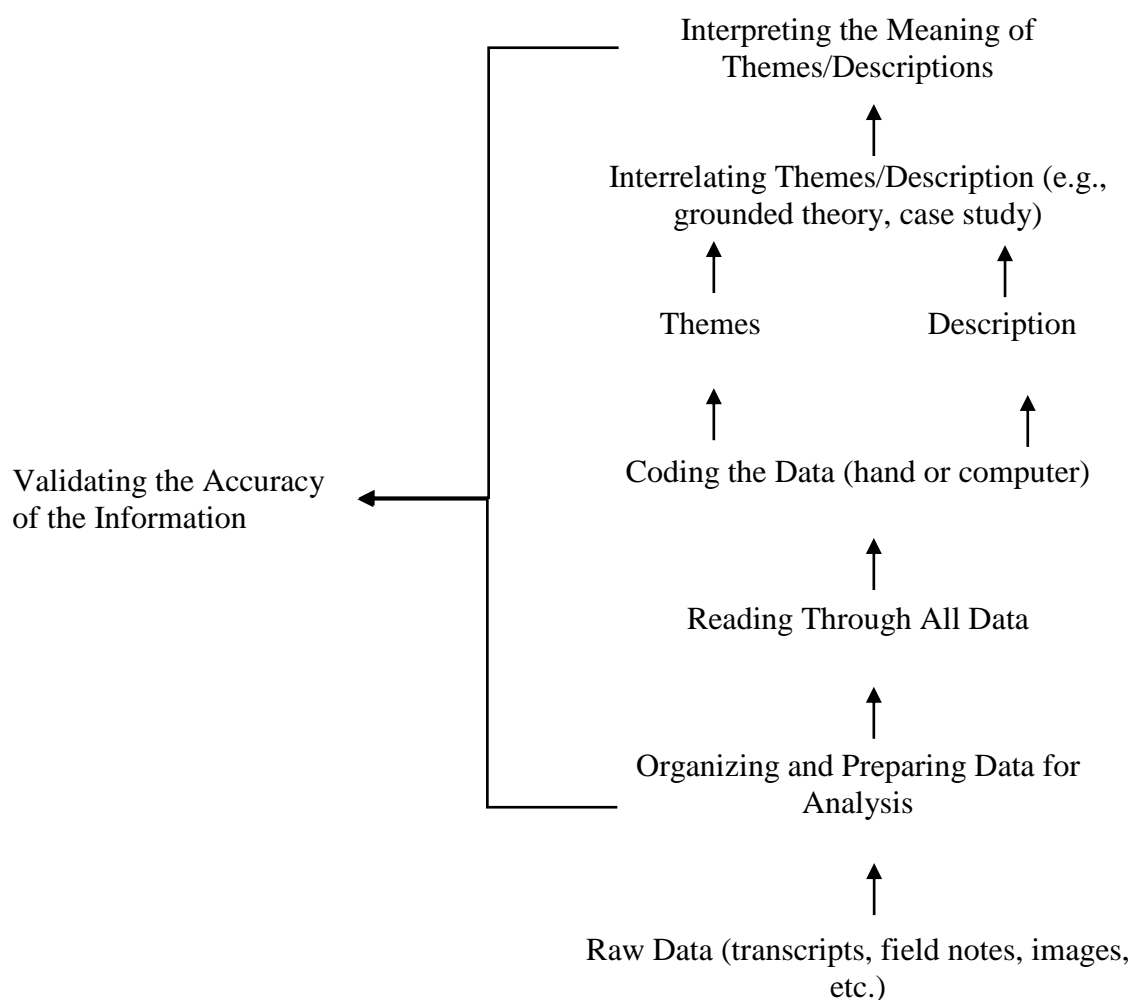 Interpreting the Meaning of
Themes/Descriptions
Interrelating Themes/Description (e.g.,
grounded theory, case study)
Themes
Description
Coding the Data (hand or computer)
Validating the Accuracy
of the Information
Reading Through All Data
Organizing and Preparing Data for
Analysis
Raw Data (transcripts, field notes, images,
etc.)